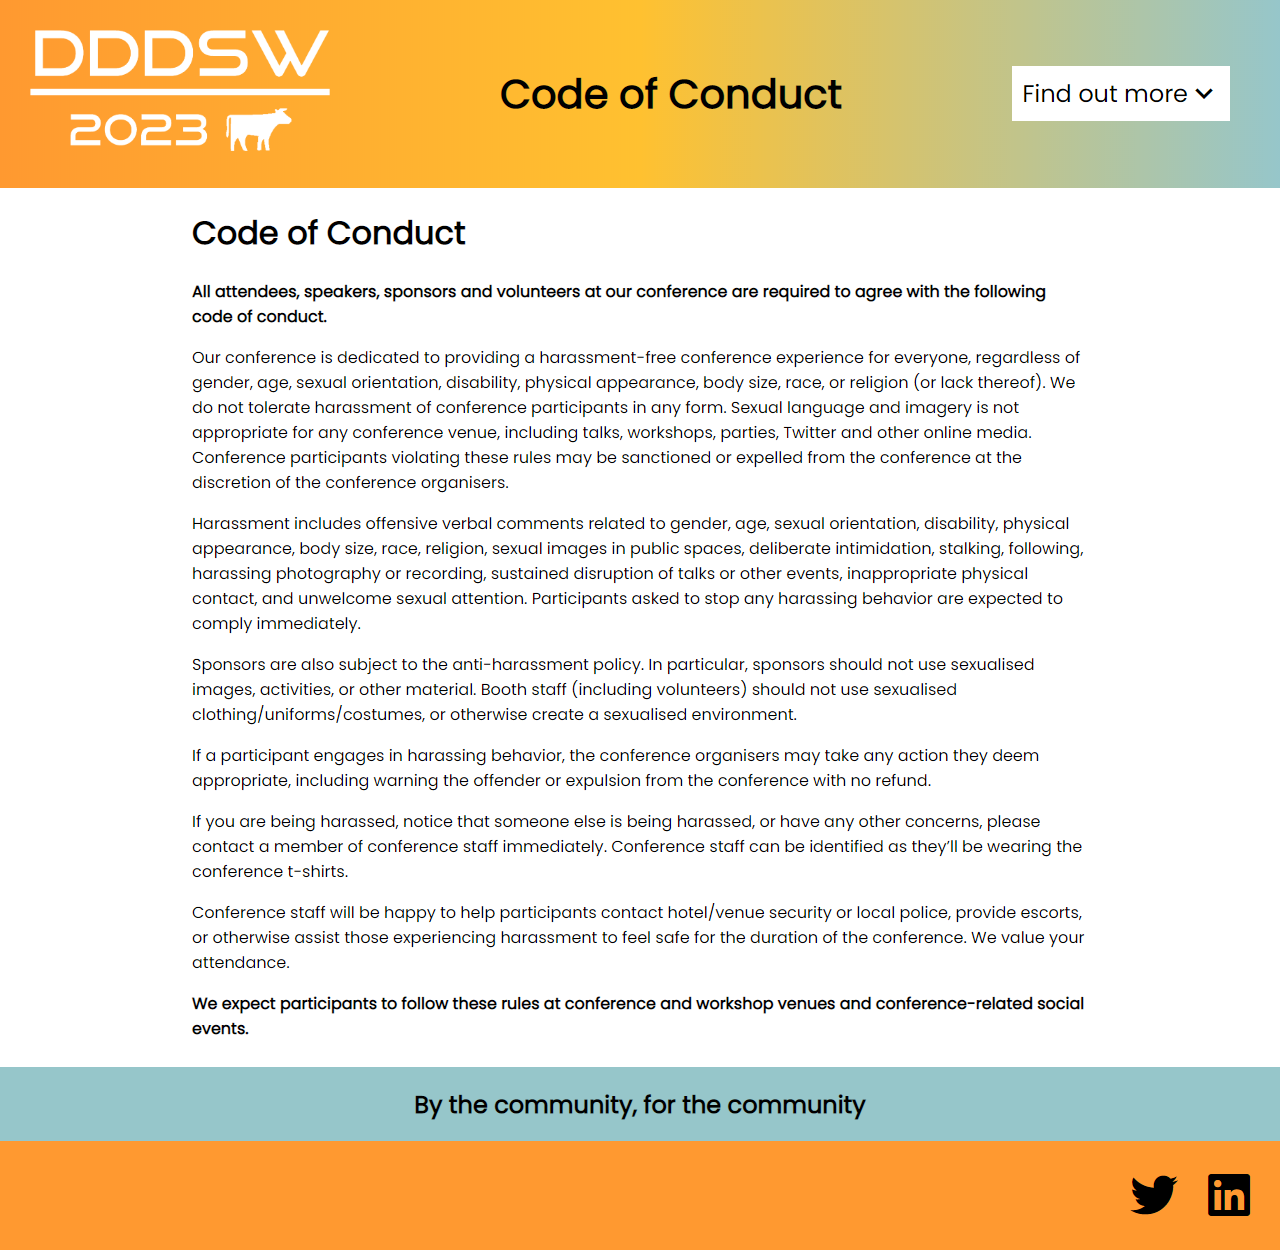 DDDSW
2023
Code of Conduct
Find out more
Code of Conduct
All attendees, speakers, sponsors and volunteers at our conference are required to agree with the following
code of conduct.
Our conference is dedicated to providing a harassment-free conference experience for everyone, regardless of
gender, age, sexual orientation, disability, physical appearance, body size, race, or religion (or lack thereof). We
do not tolerate harassment of conference participants in any form. Sexual language and imagery is not
appropriate for any conference venue, including talks, workshops, parties, Twitter and other online media.
Conference participants violating these rules may be sanctioned or expelled from the conference at the
discretion of the conference organisers.
Harassment includes offensive verbal comments related to gender, age, sexual orientation, disability, physical
appearance, body size, race, religion, sexual images in public spaces, deliberate intimidation, stalking, following,
harassing photography or recording, sustained disruption of talks or other events, inappropriate physical
contact, and unwelcome sexual attention. Participants asked to stop any harassing behavior are expected to
comply immediately.
Sponsors are also subject to the anti-harassment policy. In particular, sponsors should not use sexualised
images, activities, or other material. Booth staff (including volunteers) should not use sexualised
clothing/uniforms/costumes, or otherwise create a sexualised environment.
If a participant engages in harassing behavior, the conference organisers may take any action they deem
appropriate, including warning the offender or expulsion from the conference with no refund.
If you are being harassed, notice that someone else is being harassed, or have any other concerns, please
contact a member of conference staff immediately. Conference staff can be identified as they’ll be wearing the
conference t-shirts.
Conference staff will be happy to help participants contact hotel/venue security or local police, provide escorts,
or otherwise assist those experiencing harassment to feel safe for the duration of the conference. We value your
attendance.
We expect participants to follow these rules at conference and workshop venues and conference-related social
events.
By the community, for the community
in